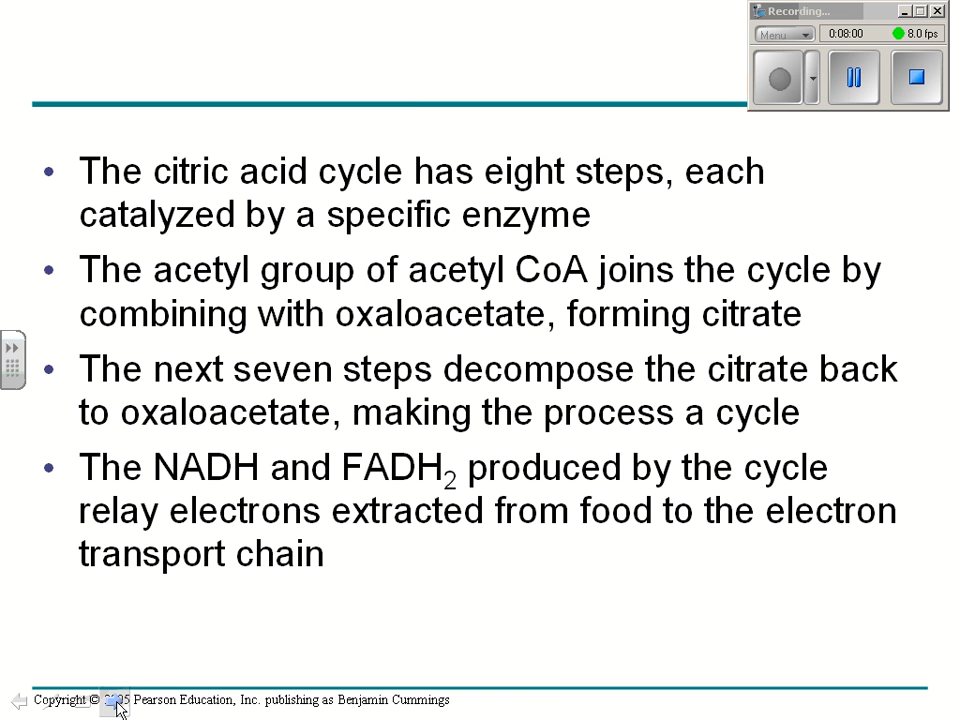 Recording...
Menu
0:08:00
8.0 fps
• The citric acid cycle has eight steps, each
catalyzed by a specific enzyme
• The acetyl group of acetyl CoA joins the cycle by
combining with oxaloacetate, forming citrate
• The next seven steps decompose the citrate back
to oxaloacetate, making the process a cycle
• The NADH and FADH₂ produced by the cycle
relay electrons extracted from food to the electron
transport chain
Copyright © 2005 Pearson Education, Inc. publishing as Benjamin Cummings